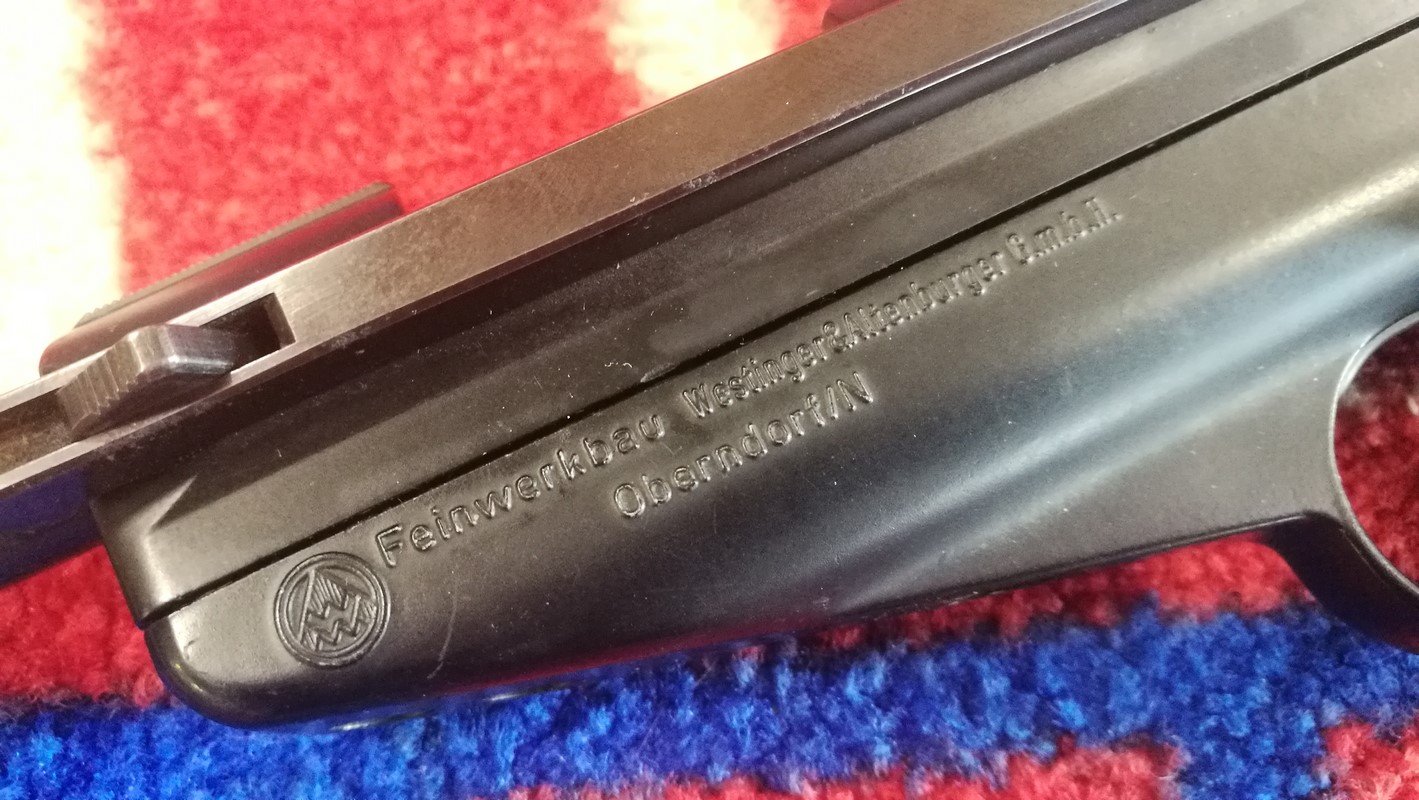 Feinwerkbau Westinger&Altenburger G.m.b.H.
Oberndorf/N